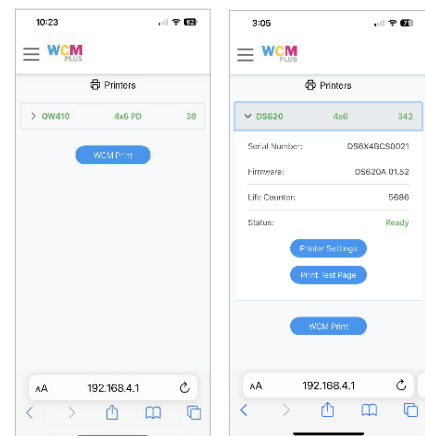 10:23
WCM
PLUS
Printers
QW410 4x6 PD 38
WCM Print
AA 192.168.4.1
3:05
WCM
PLUS
Printers
DS620 4x6 342
Serial Number: DS6X4BCS0021
Firmware: DS620A 01.52
Life Counter: 5686
Status: Ready
Printer Settings
Print Test Page
WCM Print
AA 192.168.4.1